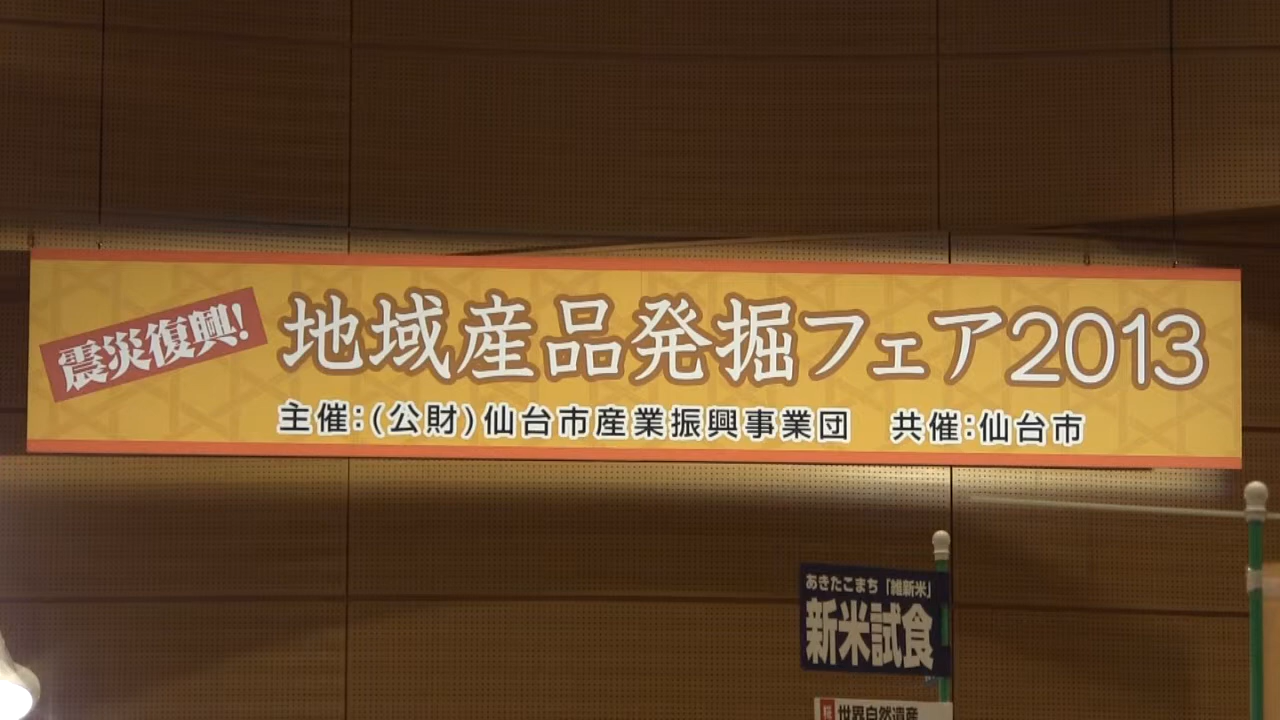 震災復興!
地域産品発掘フェア2013
主催:(公財)仙台市産業振興事業団　共催:仙台市
あきたこまち「維新米」
新米試食
世界自然遺産